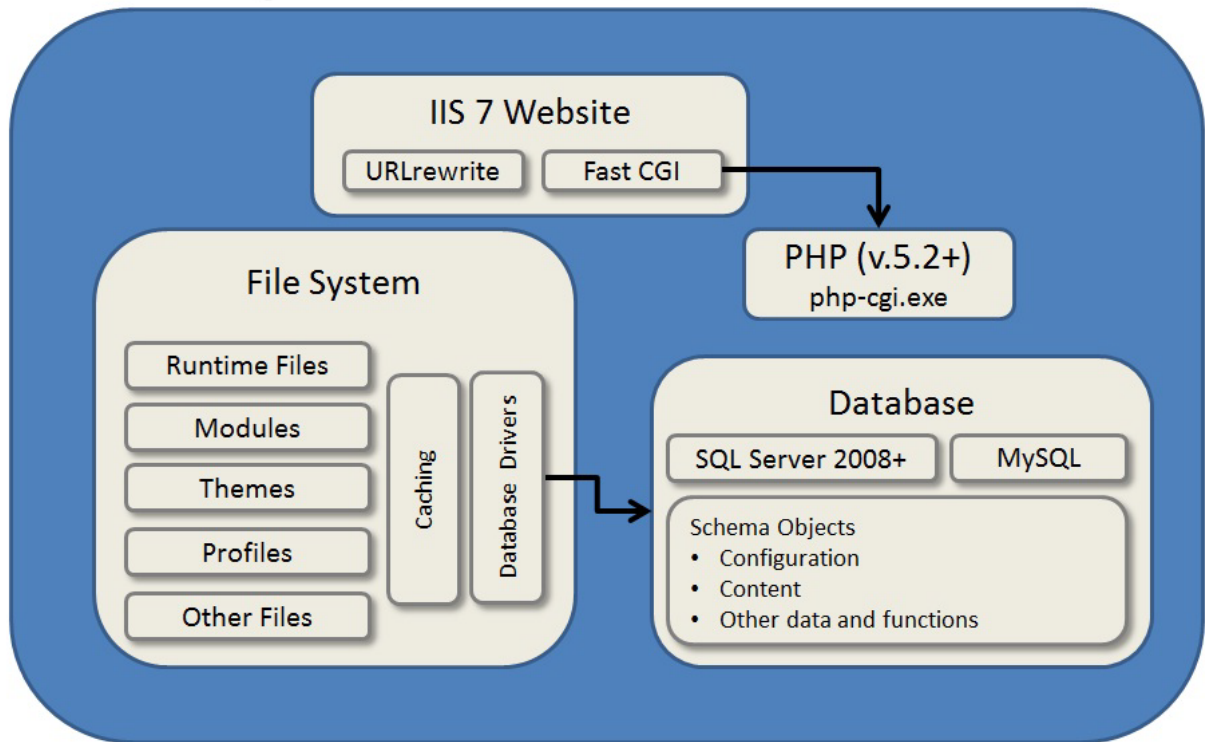 IIS 7 Website
URLrewrite
Fast CGI
PHP (v.5.2+)
php-cgi.exe
File System
Runtime Files
Modules
Themes
Profiles
Other Files
Caching
Database Drivers
Database
SQL Server 2008+
MySQL
Schema Objects
• Configuration
• Content
• Other data and functions